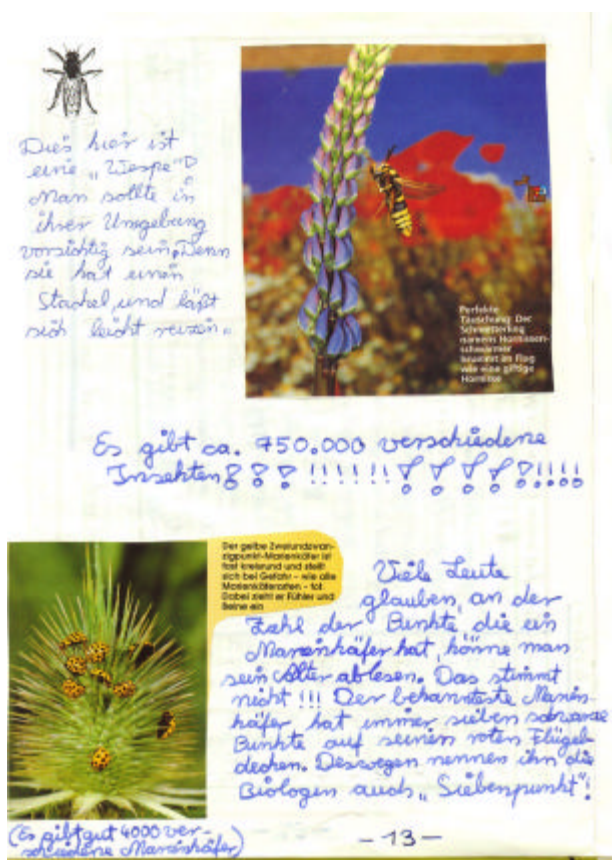 Dies hier ist
eine „Wespe"!
Man sollte in
ihrer Umgebung
vorsichtig sein. Denn
sie hat einen
Stachel und läßt
sich leicht reizen.
Perfekte
Täuschung: Der
Schmetterling
namens Hornissen-
schwärmer
brummt im Flug
wie eine giftige
Hornisse
Es gibt ca. 750.000 verschiedene
Insekten!!!!!!!!!!!!!!!!!!
Der gelbe Zweiundzwan-
zigpunkt-Marienkäfer ist
fast kreisrund und stellt
sich bei Gefahr – wie alle
Marienkäferarten – tot.
Dabei zieht er Fühler und
Beine ein
Viele Leute
glauben, an der
Zahl der Punkte, die ein
Marienkäfer hat, könne man
sein Alter ablesen. Das stimmt
nicht!!! Der bekannteste Marien-
käfer hat immer sieben schwarze
Punkte auf seinen roten Flügel-
decken. Deswegen nennen ihn die
Biologen auch „Siebenpunkt"!
(Es gibt gut 4000 ver-
schiedene Marienkäfer)
-13-